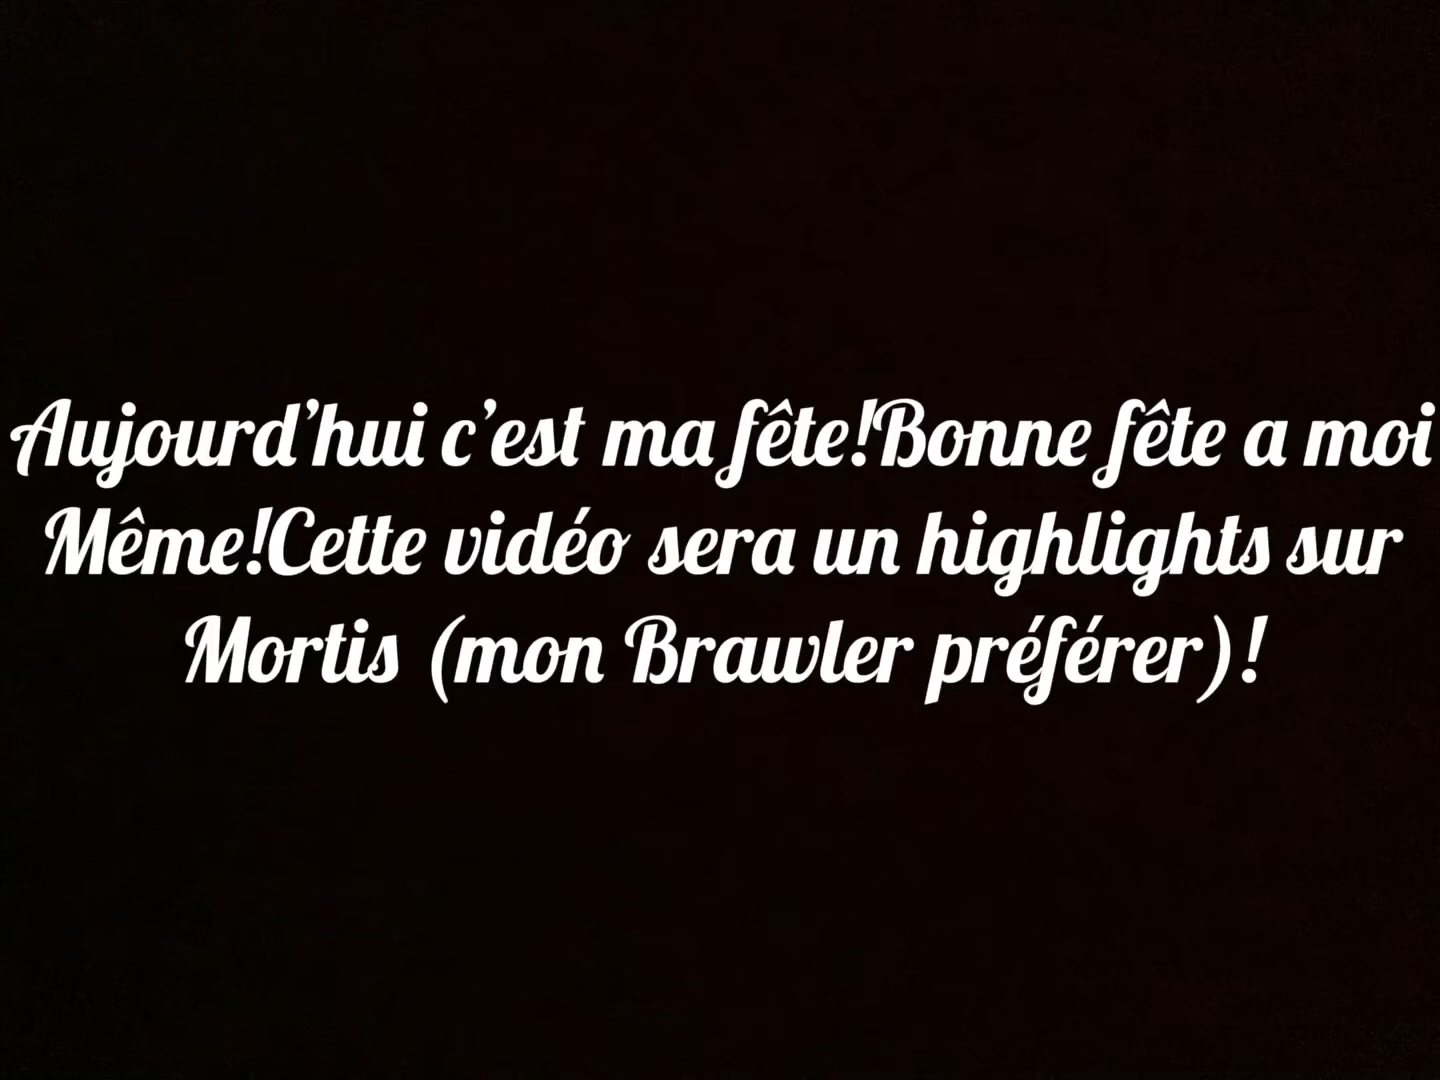 Aujourd’hui c’est ma fête!Bonne fête a moi
Même!Cette vidéo sera un highlights sur
Mortis (mon Brawler préférer)!